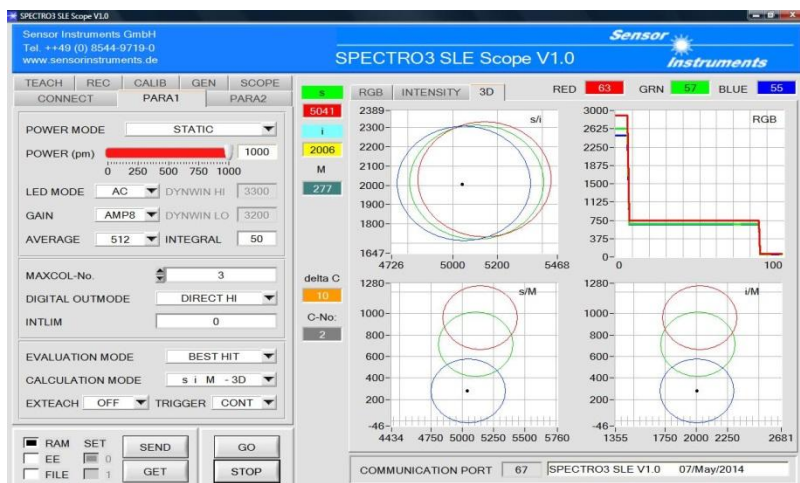 SPECTRO3 SLE Scope V1.0
Sensor Instruments GmbH
Tel. ++49 (0) 8544-9719-0
www.sensorinstruments.de
SPECTRO3 SLE Scope V1.0
Sensor
Instruments
TEACH REC CALIB GEN SCOPE
CONNECT PARA1 PARA2
POWER MODE STATIC
POWER (pm) 1000
0 250 500 750 1000
LED MODE AC DYNWIN HI 3300
GAIN AMP8 DYNWIN LO 3200
AVERAGE 512 INTEGRAL 50
MAXCOL-No. 3
DIGITAL OUTMODE DIRECT HI
INTLIM 0
EVALUATION MODE BEST HIT
CALCULATION MODE s i M - 3D
EXTEACH OFF TRIGGER CONT
RAM SET SEND GO
EE 0
FILE 1 GET STOP
s
5041
i
2006
M
277
delta C
10
C-No:
2
RGB INTENSITY 3D RED 63 GRN 57 BLUE 55
s/i
2389-
2300-
2200-
2100-
2000-
1900-
1800-
1647-
4726 5000 5200 5468
RGB
3000-
2625-
2250-
1875-
1500-
1125-
750-
375-
0-
0 100
s/M
1280-
1000-
800-
600-
400-
200-
-46-
4434 4750 5000 5250 5500 5760
i/M
1280-
1000-
800-
600-
400-
200-
-46-
1355 1750 2000 2250 2681
COMMUNICATION PORT 67 SPECTRO3 SLE V1.0 07/May/2014